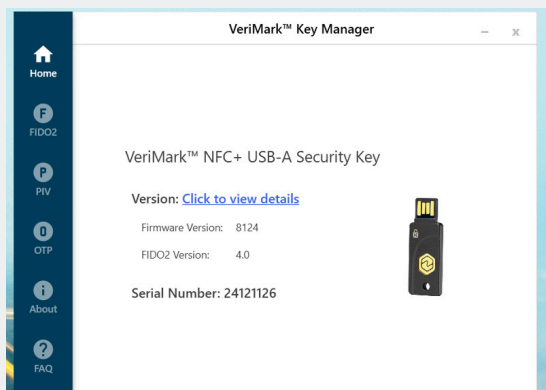 VeriMark™ Key Manager
Home
F
FIDO2
P
PIV
O
OTP
i
About
?
FAQ
VeriMark™ NFC+ USB-A Security Key
Version: Click to view details
Firmware Version: 8124
FIDO2 Version: 4.0
Serial Number: 24121126